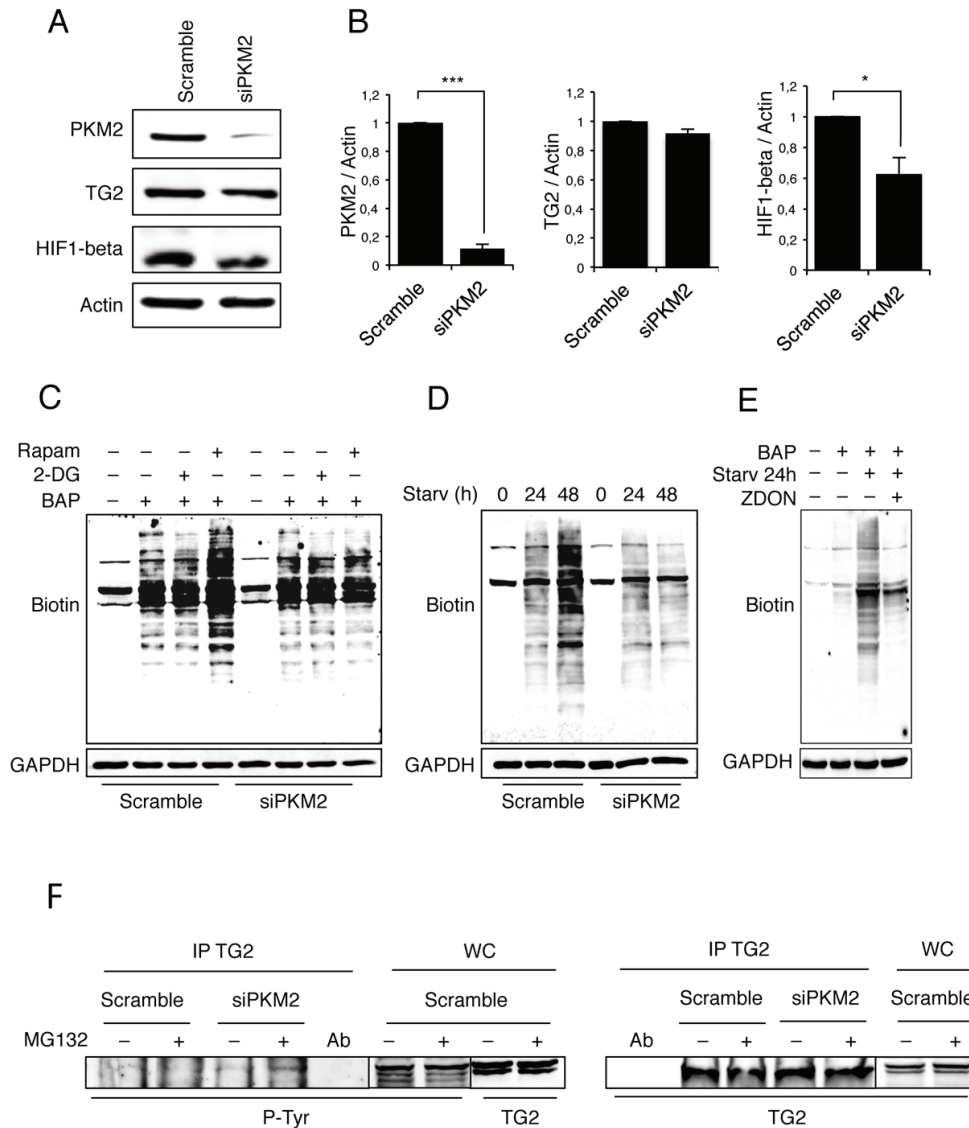 A
B
Scramble
siPKM2
PKM2
TG2
HIF1-beta
Actin
PKM2 / Actin
1,2
1
0,8
0,6
0,4
0,2
0
***
Scramble
siPKM2
TG2 / Actin
1,2
1
0,8
0,6
0,4
0,2
0
Scramble
siPKM2
HIF1-beta / Actin
1,2
1
0,8
0,6
0,4
0,2
0
*
Scramble
siPKM2
C
Rapam – – – + – – – +
2-DG – – + – – – + –
BAP – + + + – + + +
Biotin
GAPDH
Scramble siPKM2
D
Starv (h) 0 24 48 0 24 48
Biotin
GAPDH
Scramble siPKM2
E
BAP – + + +
Starv 24h – – + +
ZDON – – – +
Biotin
GAPDH
F
IP TG2 WC
Scramble siPKM2 Scramble
MG132 – + – + Ab – + – +
P-Tyr TG2
IP TG2 WC
Scramble siPKM2 Scramble
Ab – + – + – +
TG2